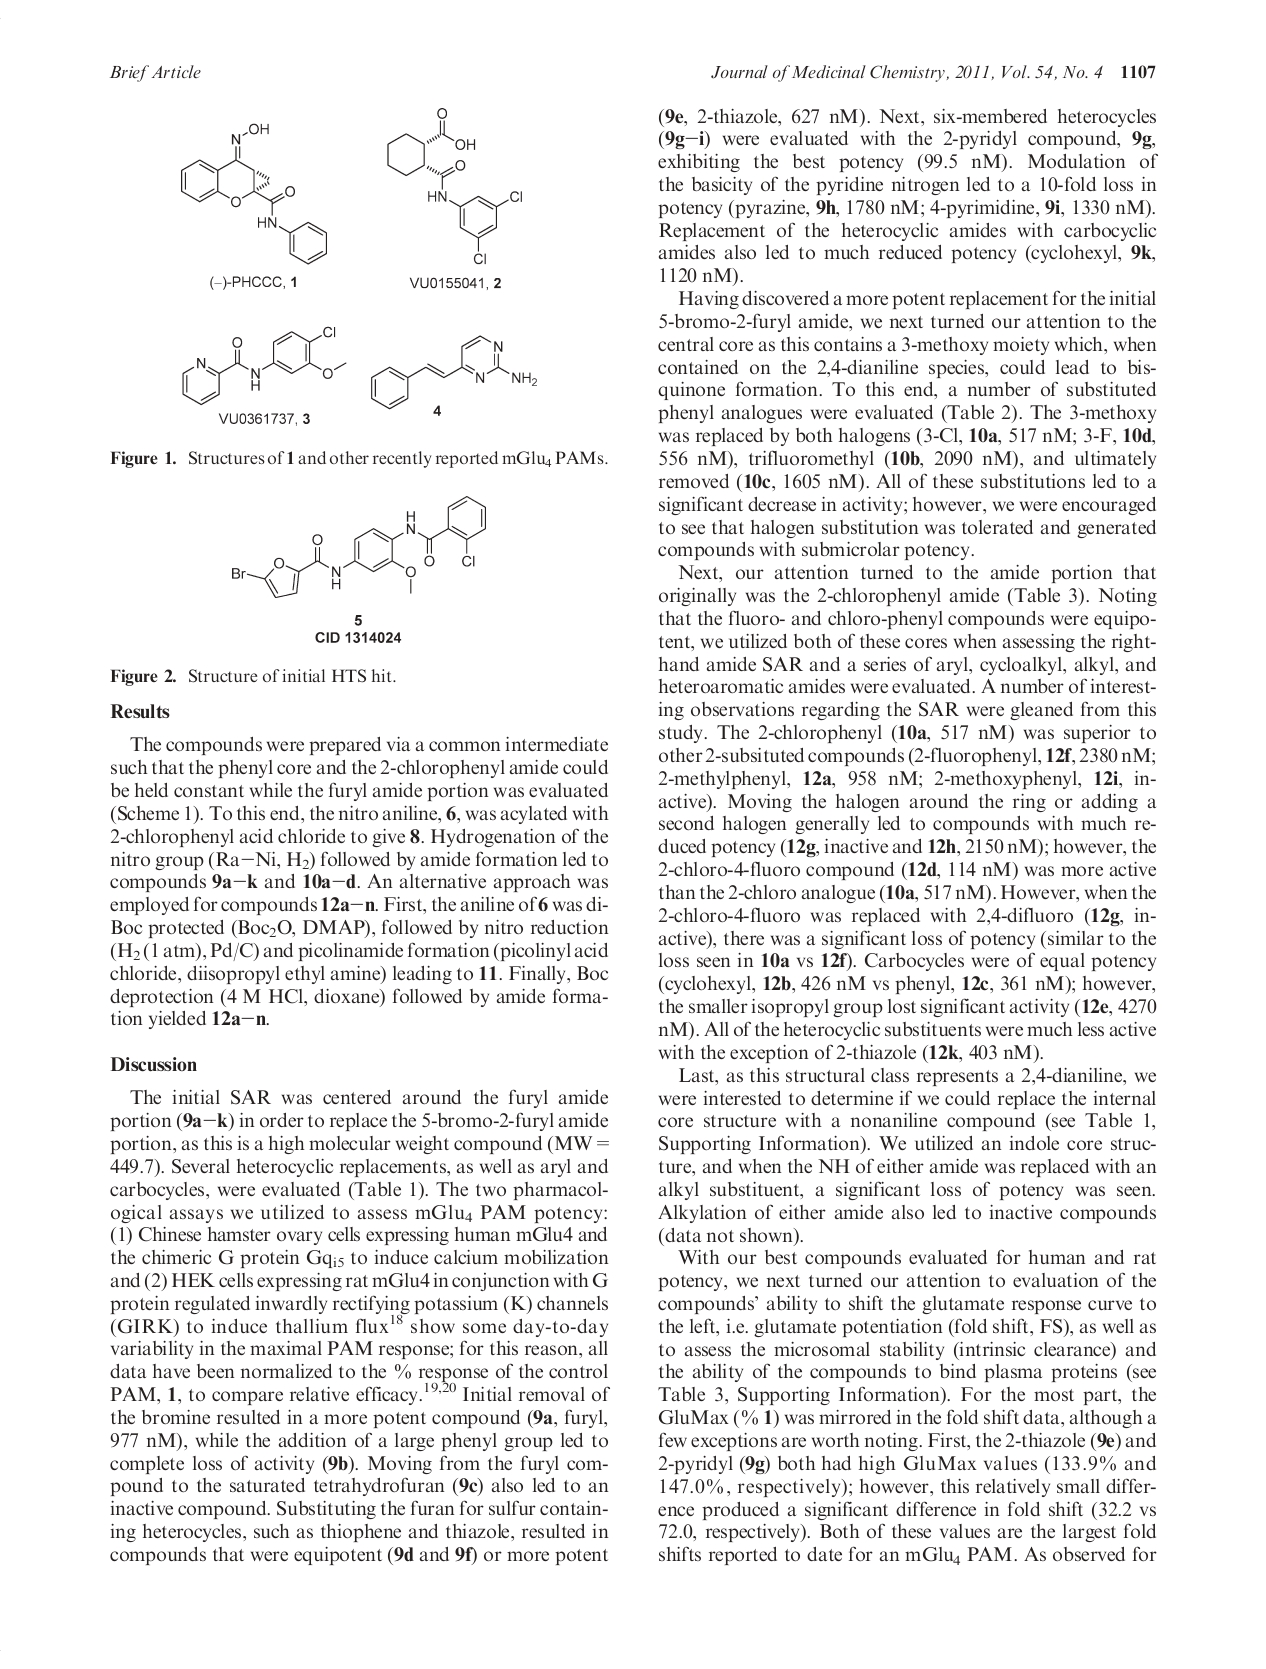 Brief Article
Journal of Medicinal Chemistry, 2011, Vol. 54, No. 4 1107
N OH
O
O
HN
(−)-PHCCC, 1
O
OH
O
HN
Cl
Cl
VU0155041, 2
N
O
N
H
Cl
O
VU0361737, 3
N
N
NH2
4
Figure 1. Structures of 1 and other recently reported mGlu4 PAMs.
Br
O
O
N
H
H
N
O
O
Cl
5
CID 1314024
Figure 2. Structure of initial HTS hit.
Results
The compounds were prepared via a common intermediate
such that the phenyl core and the 2-chlorophenyl amide could
be held constant while the furyl amide portion was evaluated
(Scheme 1). To this end, the nitro aniline, 6, was acylated with
2-chlorophenyl acid chloride to give 8. Hydrogenation of the
nitro group (Ra−Ni, H2) followed by amide formation led to
compounds 9a−k and 10a−d. An alternative approach was
employed for compounds 12a−n. First, the aniline of 6 was di-
Boc protected (Boc2O, DMAP), followed by nitro reduction
(H2 (1 atm), Pd/C) and picolinamide formation (picolinyl acid
chloride, diisopropyl ethyl amine) leading to 11. Finally, Boc
deprotection (4 M HCl, dioxane) followed by amide forma-
tion yielded 12a−n.
Discussion
The initial SAR was centered around the furyl amide
portion (9a−k) in order to replace the 5-bromo-2-furyl amide
portion, as this is a high molecular weight compound (MW =
449.7). Several heterocyclic replacements, as well as aryl and
carbocycles, were evaluated (Table 1). The two pharmacol-
ogical assays we utilized to assess mGlu4 PAM potency:
(1) Chinese hamster ovary cells expressing human mGlu4 and
the chimeric G protein Gqi5 to induce calcium mobilization
and (2) HEK cells expressing rat mGlu4 in conjunction with G
protein regulated inwardly rectifying potassium (K) channels
(GIRK) to induce thallium flux18 show some day-to-day
variability in the maximal PAM response; for this reason, all
data have been normalized to the % response of the control
PAM, 1, to compare relative efficacy.19,20 Initial removal of
the bromine resulted in a more potent compound (9a, furyl,
977 nM), while the addition of a large phenyl group led to
complete loss of activity (9b). Moving from the furyl com-
pound to the saturated tetrahydrofuran (9c) also led to an
inactive compound. Substituting the furan for sulfur contain-
ing heterocycles, such as thiophene and thiazole, resulted in
compounds that were equipotent (9d and 9f) or more potent
(9e, 2-thiazole, 627 nM). Next, six-membered heterocycles
(9g−i) were evaluated with the 2-pyridyl compound, 9g,
exhibiting the best potency (99.5 nM). Modulation of
the basicity of the pyridine nitrogen led to a 10-fold loss in
potency (pyrazine, 9h, 1780 nM; 4-pyrimidine, 9i, 1330 nM).
Replacement of the heterocyclic amides with carbocyclic
amides also led to much reduced potency (cyclohexyl, 9k,
1120 nM).
Having discovered a more potent replacement for the initial
5-bromo-2-furyl amide, we next turned our attention to the
central core as this contains a 3-methoxy moiety which, when
contained on the 2,4-dianiline species, could lead to bis-
quinone formation. To this end, a number of substituted
phenyl analogues were evaluated (Table 2). The 3-methoxy
was replaced by both halogens (3-Cl, 10a, 517 nM; 3-F, 10d,
556 nM), trifluoromethyl (10b, 2090 nM), and ultimately
removed (10c, 1605 nM). All of these substitutions led to a
significant decrease in activity; however, we were encouraged
to see that halogen substitution was tolerated and generated
compounds with submicrolar potency.
Next, our attention turned to the amide portion that
originally was the 2-chlorophenyl amide (Table 3). Noting
that the fluoro- and chloro-phenyl compounds were equipo-
tent, we utilized both of these cores when assessing the right-
hand amide SAR and a series of aryl, cycloalkyl, alkyl, and
heteroaromatic amides were evaluated. A number of interest-
ing observations regarding the SAR were gleaned from this
study. The 2-chlorophenyl (10a, 517 nM) was superior to
other 2-subsituted compounds (2-fluorophenyl, 12f, 2380 nM;
2-methylphenyl, 12a, 958 nM; 2-methoxyphenyl, 12i, in-
active). Moving the halogen around the ring or adding a
second halogen generally led to compounds with much re-
duced potency (12g, inactive and 12h, 2150 nM); however, the
2-chloro-4-fluoro compound (12d, 114 nM) was more active
than the 2-chloro analogue (10a, 517 nM). However, when the
2-chloro-4-fluoro was replaced with 2,4-difluoro (12g, in-
active), there was a significant loss of potency (similar to the
loss seen in 10a vs 12f). Carbocycles were of equal potency
(cyclohexyl, 12b, 426 nM vs phenyl, 12c, 361 nM); however,
the smaller isopropyl group lost significant activity (12e, 4270
nM). All of the heterocyclic substituents were much less active
with the exception of 2-thiazole (12k, 403 nM).
Last, as this structural class represents a 2,4-dianiline, we
were interested to determine if we could replace the internal
core structure with a nonaniline compound (see Table 1,
Supporting Information). We utilized an indole core struc-
ture, and when the NH of either amide was replaced with an
alkyl substituent, a significant loss of potency was seen.
Alkylation of either amide also led to inactive compounds
(data not shown).
With our best compounds evaluated for human and rat
potency, we next turned our attention to evaluation of the
compounds’ ability to shift the glutamate response curve to
the left, i.e. glutamate potentiation (fold shift, FS), as well as
to assess the microsomal stability (intrinsic clearance) and
the ability of the compounds to bind plasma proteins (see
Table 3, Supporting Information). For the most part, the
GluMax (% 1) was mirrored in the fold shift data, although a
few exceptions are worth noting. First, the 2-thiazole (9e) and
2-pyridyl (9g) both had high GluMax values (133.9% and
147.0%, respectively); however, this relatively small differ-
ence produced a significant difference in fold shift (32.2 vs
72.0, respectively). Both of these values are the largest fold
shifts reported to date for an mGlu4 PAM. As observed for